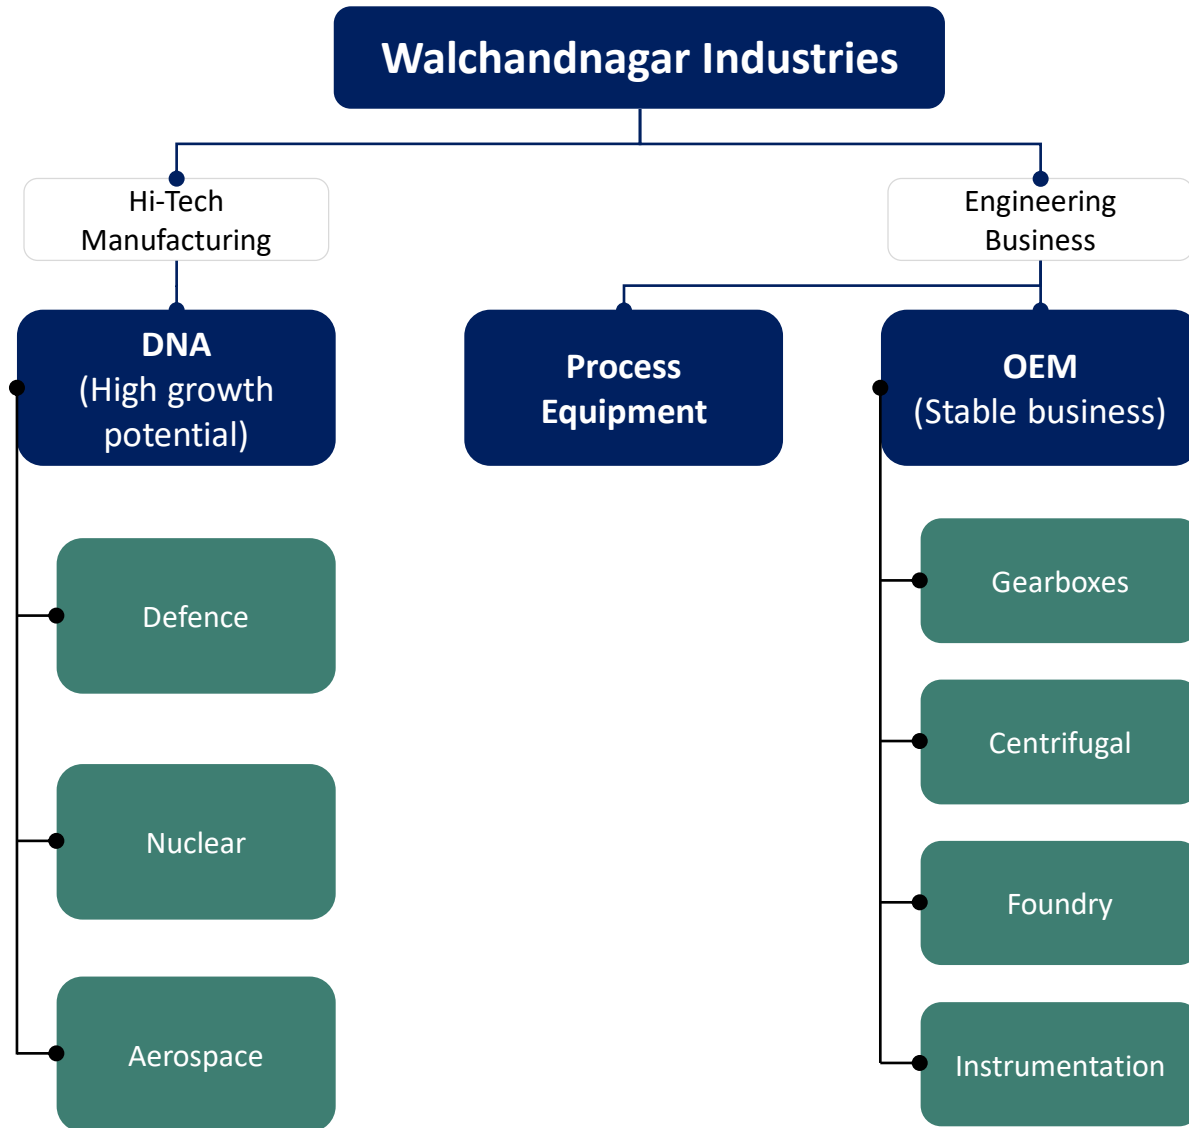 Walchandnagar Industries
Hi-Tech
Manufacturing
Engineering
Business
DNA
(High growth
potential)
Process
Equipment
OEM
(Stable business)
Defence
Nuclear
Aerospace
Gearboxes
Centrifugal
Foundry
Instrumentation